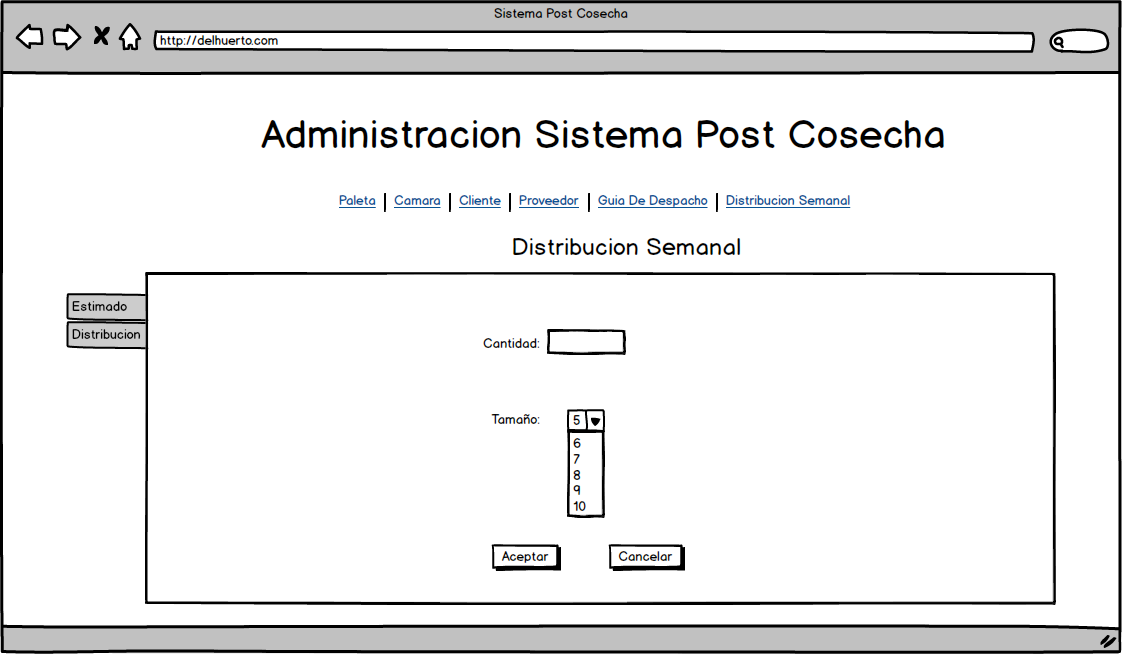 Sistema Post Cosecha
http://delhuerto.com
Administracion Sistema Post Cosecha
Paleta | Camara | Cliente | Proveedor | Guia De Despacho | Distribucion Semanal
Distribucion Semanal
Estimado
Distribucion
Cantidad:
Tamaño: 5
6
7
8
9
10
Aceptar Cancelar